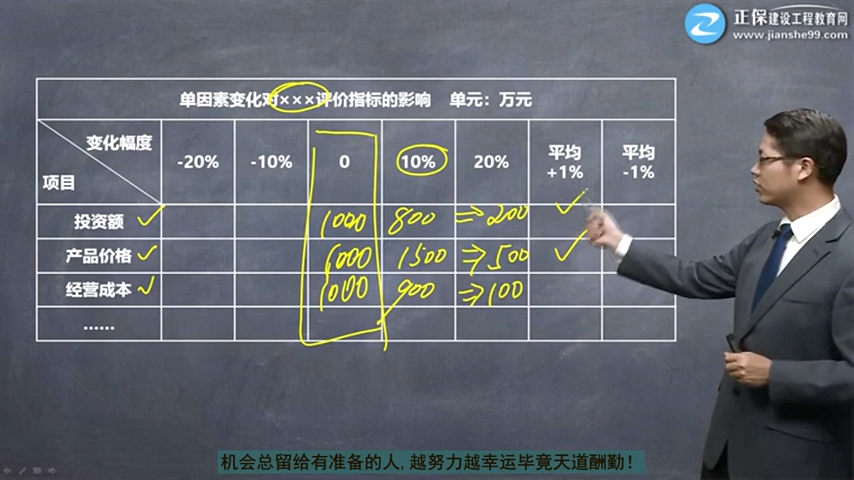 正保建设工程教育网
www.jianshe99.com
单因素变化对×××评价指标的影响 单元：万元
变化幅度
项目
-20% -10% 0 10% 20% 平均+1% 平均-1%
投资额 1000 800 ⇒200
产品价格 1000 1500 ⇒500
经营成本 1000 900 ⇒100
……
机会总留给有准备的人,越努力越幸运毕竟天道酬勤！